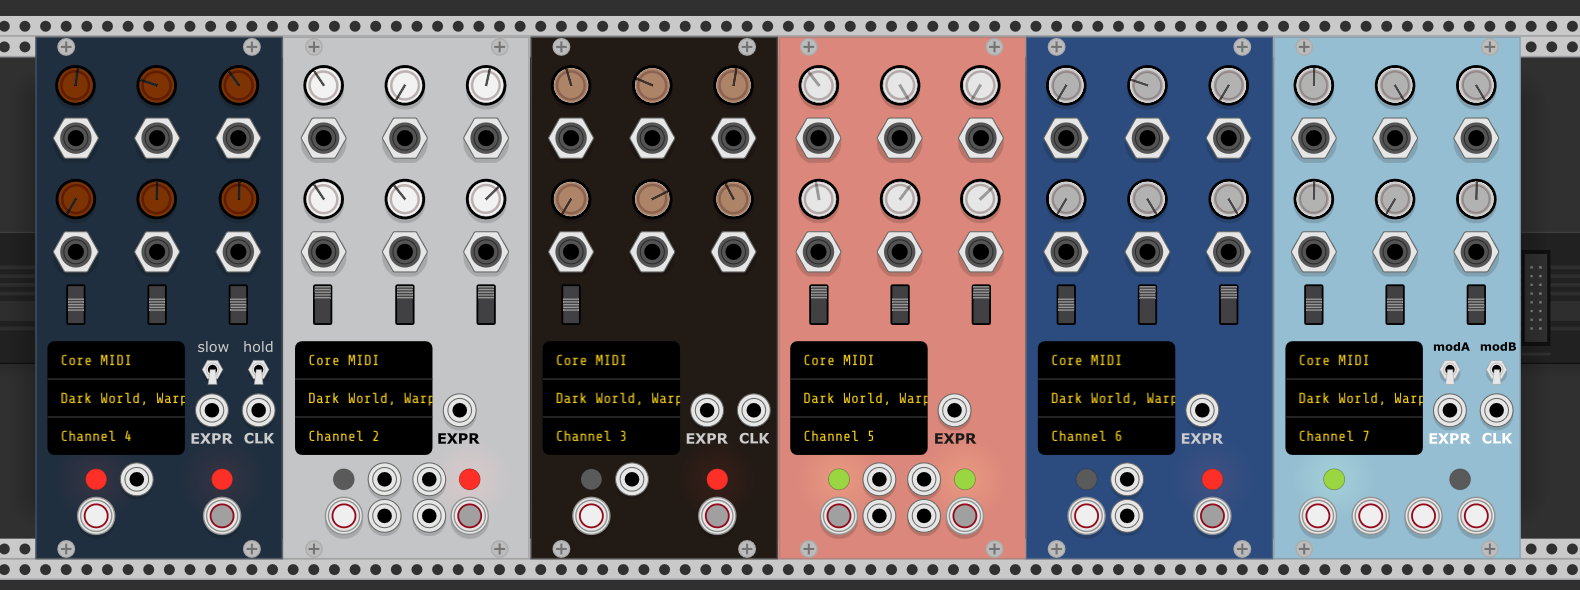 slow hold
Core MIDI
Dark World, Warp
Channel 4
EXPR CLK
Core MIDI
Dark World, Warp
Channel 2
EXPR
Core MIDI
Dark World, Warp
Channel 3
EXPR CLK
Core MIDI
Dark World, Warp
Channel 5
EXPR
Core MIDI
Dark World, Warp
Channel 6
EXPR
modA modB
Core MIDI
Dark World, Warp
Channel 7
EXPR CLK